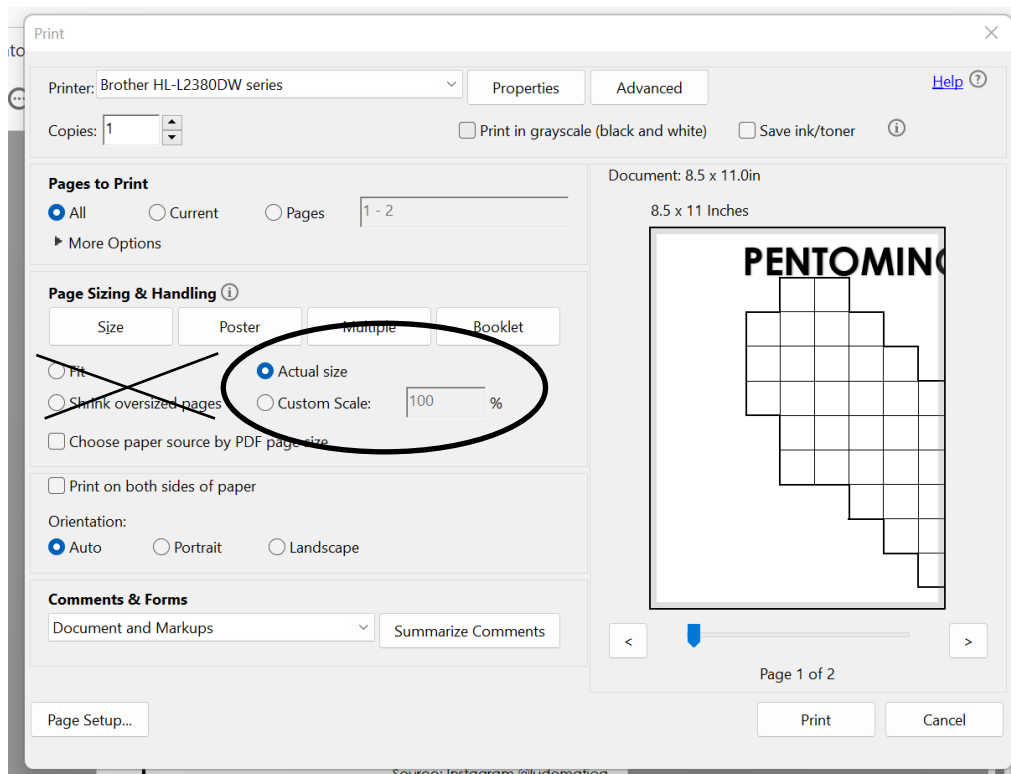 nto
Print
Printer: Brother HL-L2380DW series Properties Advanced Help
Copies: 1 Print in grayscale (black and white) Save ink/toner
Pages to Print
All Current Pages 1 - 2
More Options
Page Sizing & Handling
Size Poster Multiple Booklet
Fit Actual size
Shrink oversized pages Custom Scale: 100 %
Choose paper source by PDF page size
Print on both sides of paper
Orientation:
Auto Portrait Landscape
Comments & Forms
Document and Markups Summarize Comments
Document: 8.5 x 11.0in
8.5 x 11 Inches
PENTOMINO
< >
Page 1 of 2
Page Setup... Print Cancel
Source: Instagram @ludomatica